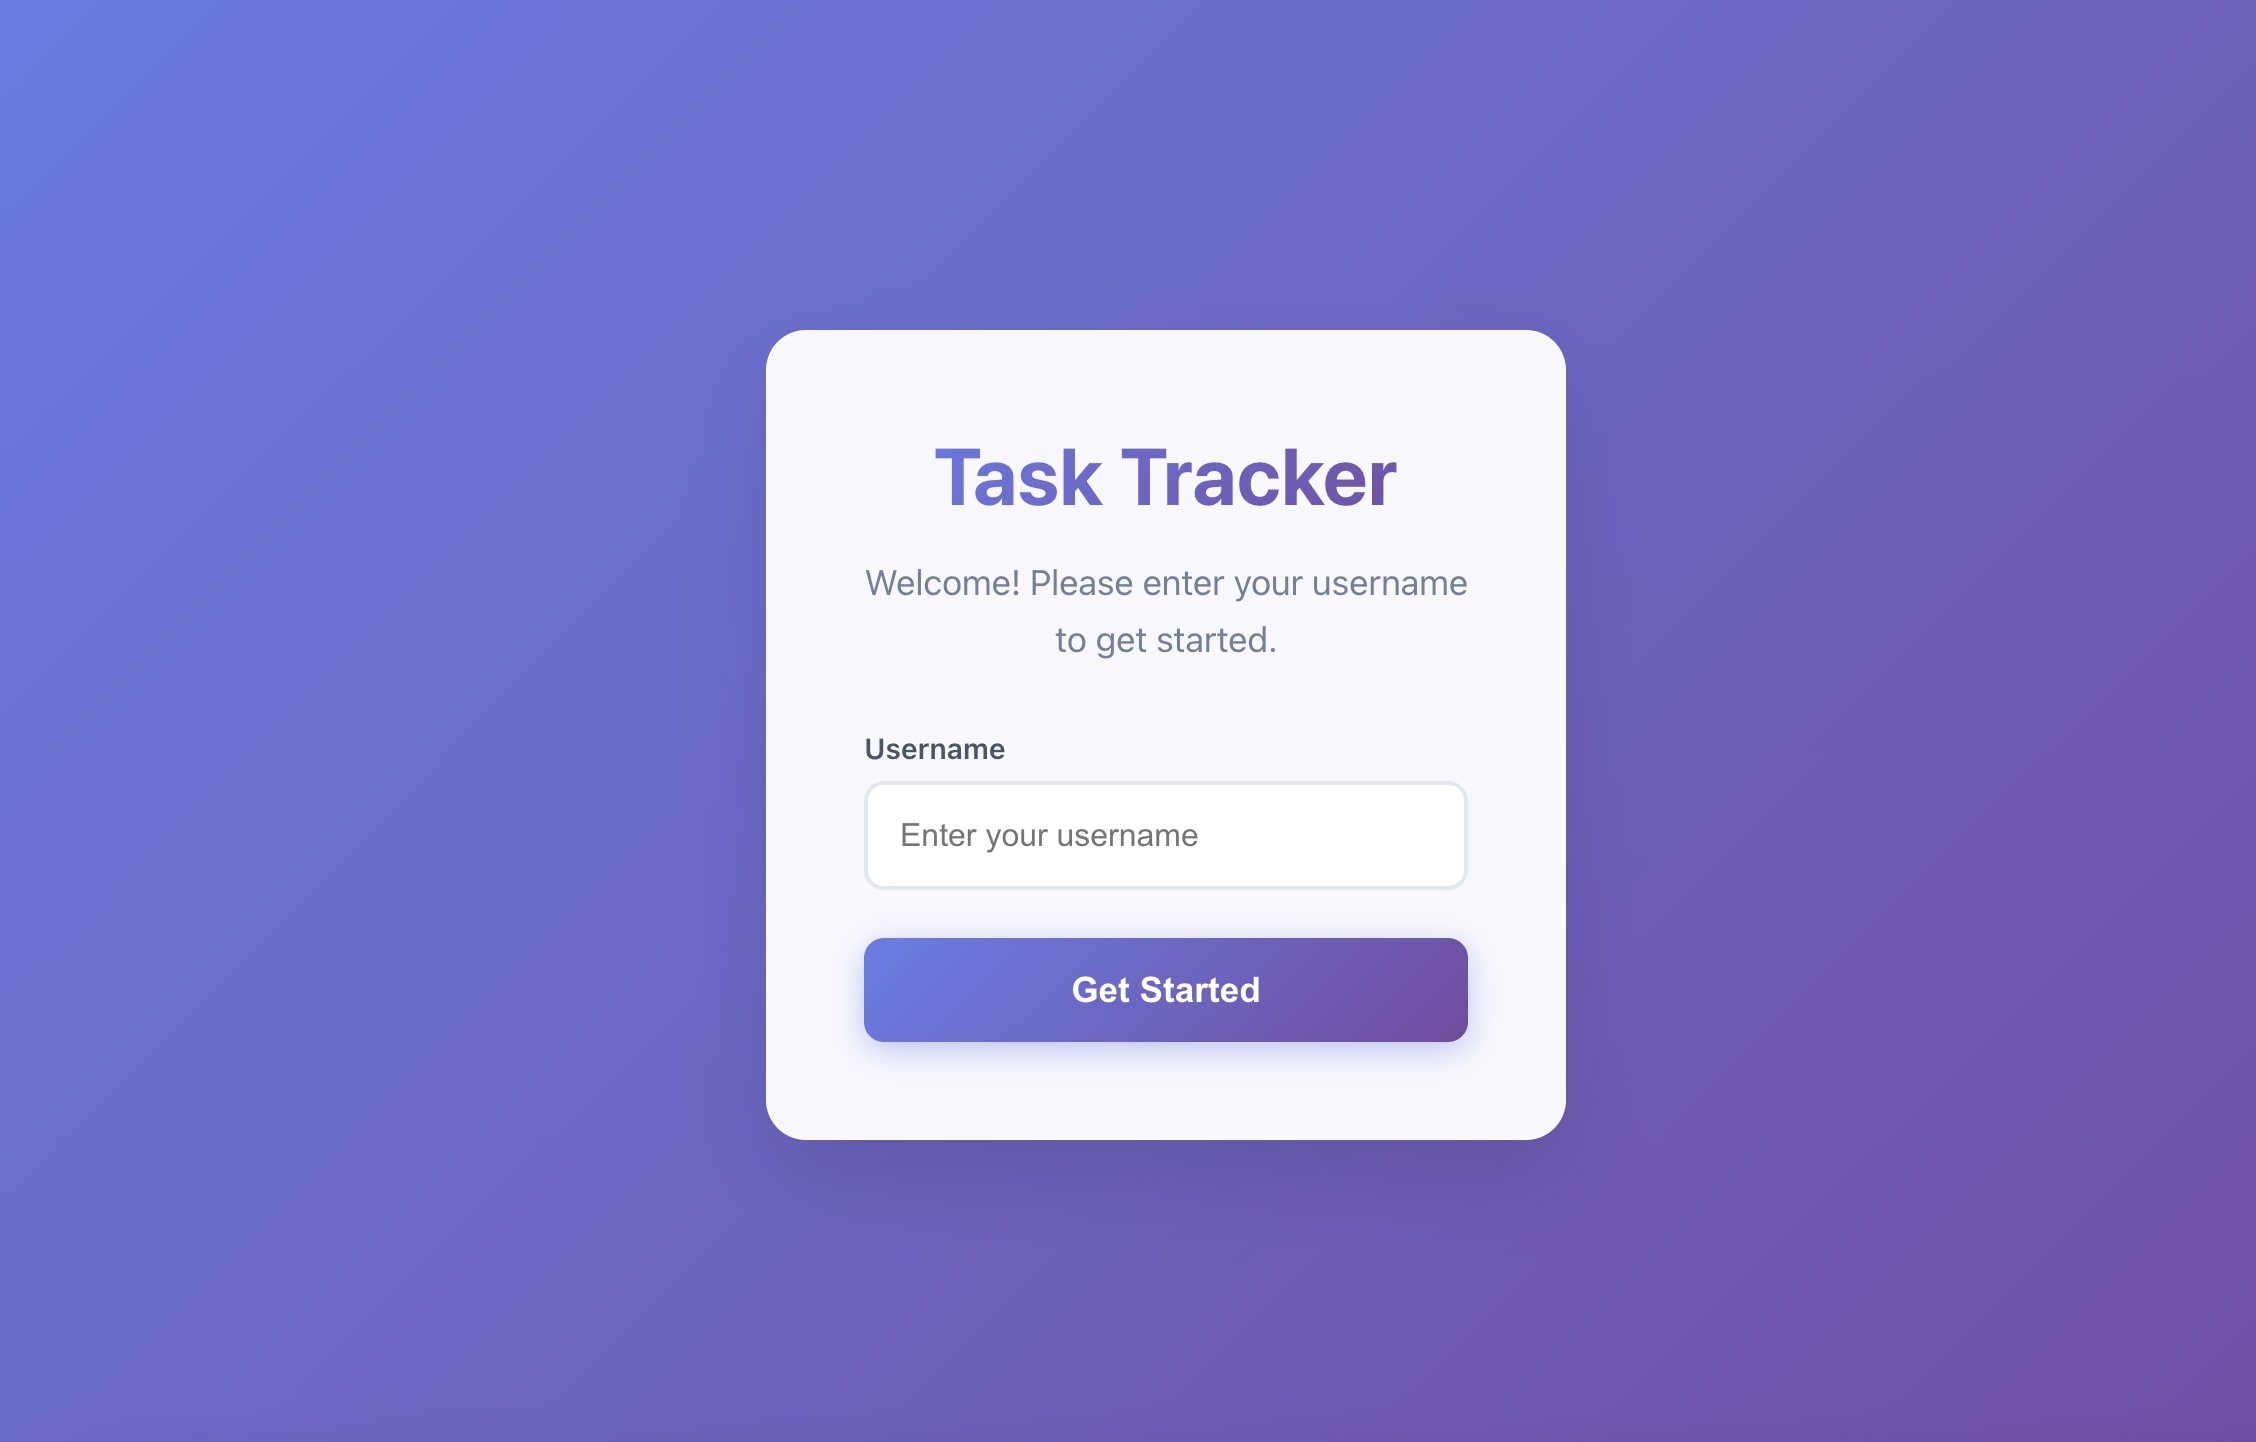 Task Tracker
Welcome! Please enter your username
to get started.
Username
Enter your username
Get Started